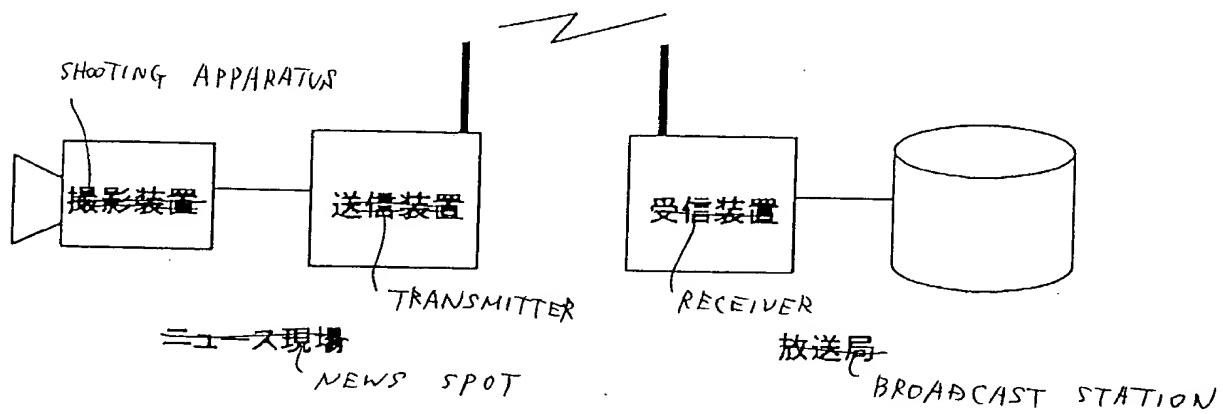 SHOOTING APPARATUS
撮影装置
送信装置
受信装置
TRANSMITTER
RECEIVER
ニュース現場
放送局
NEWS SPOT
BROADCAST STATION